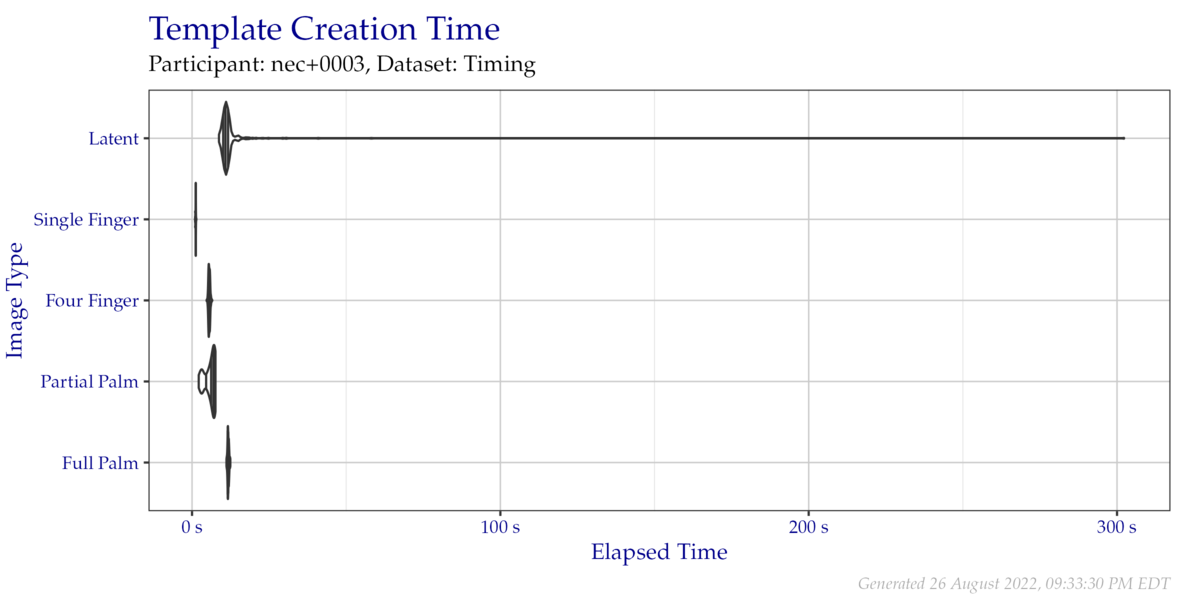 Template Creation Time
Participant: nec+0003, Dataset: Timing
Image Type
Latent
Single Finger
Four Finger
Partial Palm
Full Palm
0 s
100 s
200 s
300 s
Elapsed Time
Generated 26 August 2022, 09:33:30 PM EDT